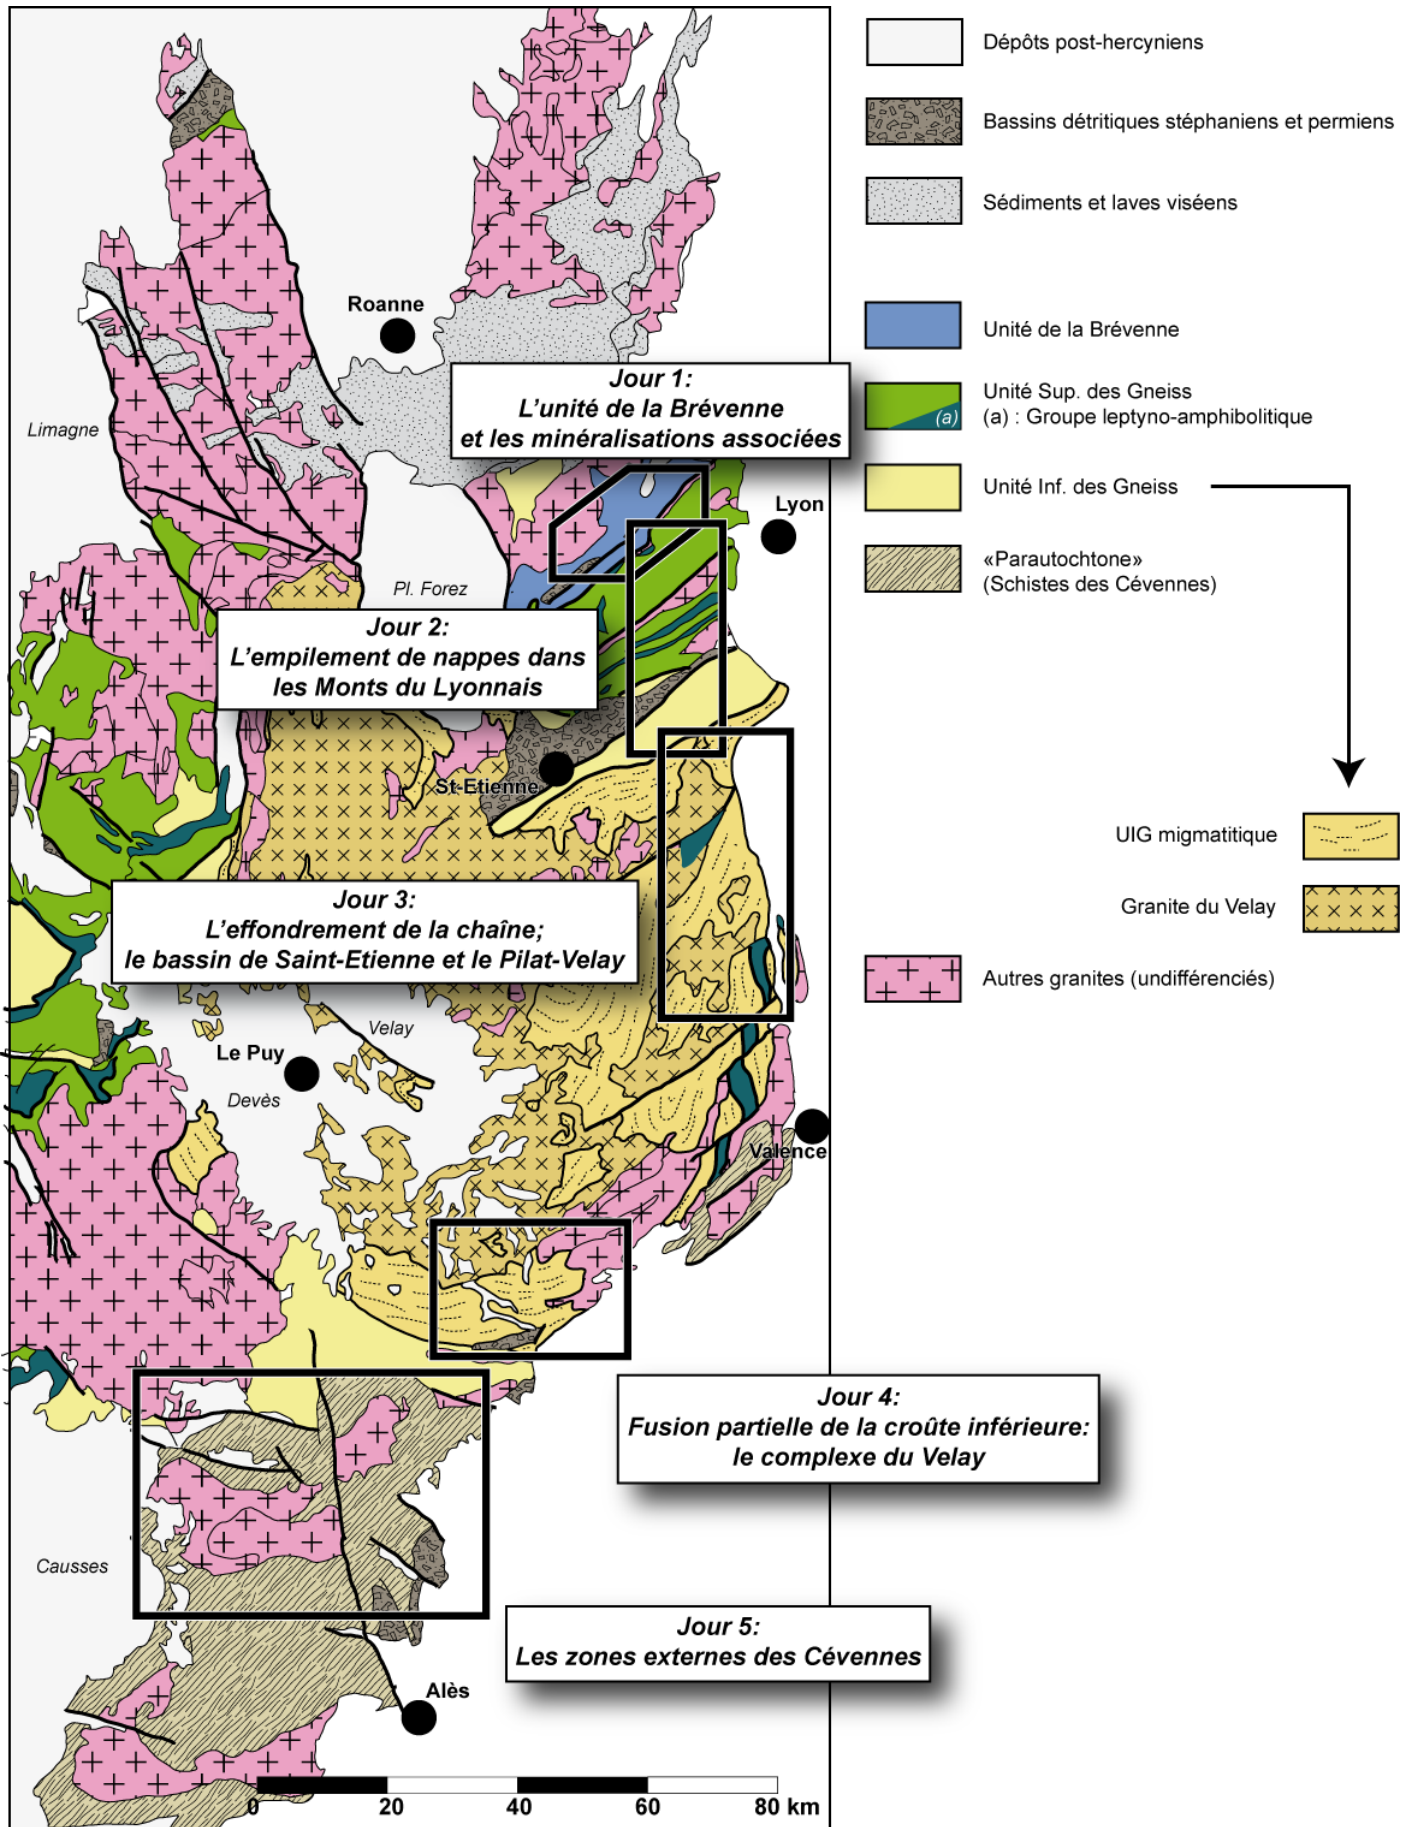 Dépôts post-hercyniens
Bassins détritiques stéphaniens et permiens
Sédiments et laves viséens
Roanne
Unité de la Brévenne
Jour 1:
L'unité de la Brévenne
et les minéralisations associées
Unité Sup. des Gneiss
(a) : Groupe leptyno-amphibolitique
(a)
Limagne
Unité Inf. des Gneiss
Lyon
«Parautochtone»
(Schistes des Cévennes)
Pl. Forez
Jour 2:
L'empilement de nappes dans
les Monts du Lyonnais
St-Etienne
UIG migmatitique
Jour 3:
L'effondrement de la chaîne;
le bassin de Saint-Etienne et le Pilat-Velay
Granite du Velay
Autres granites (undifférenciés)
Velay
Le Puy
Devès
Valence
Jour 4:
Fusion partielle de la croûte inférieure:
le complexe du Velay
Causses
Jour 5:
Les zones externes des Cévennes
Alès
0 20 40 60 80 km